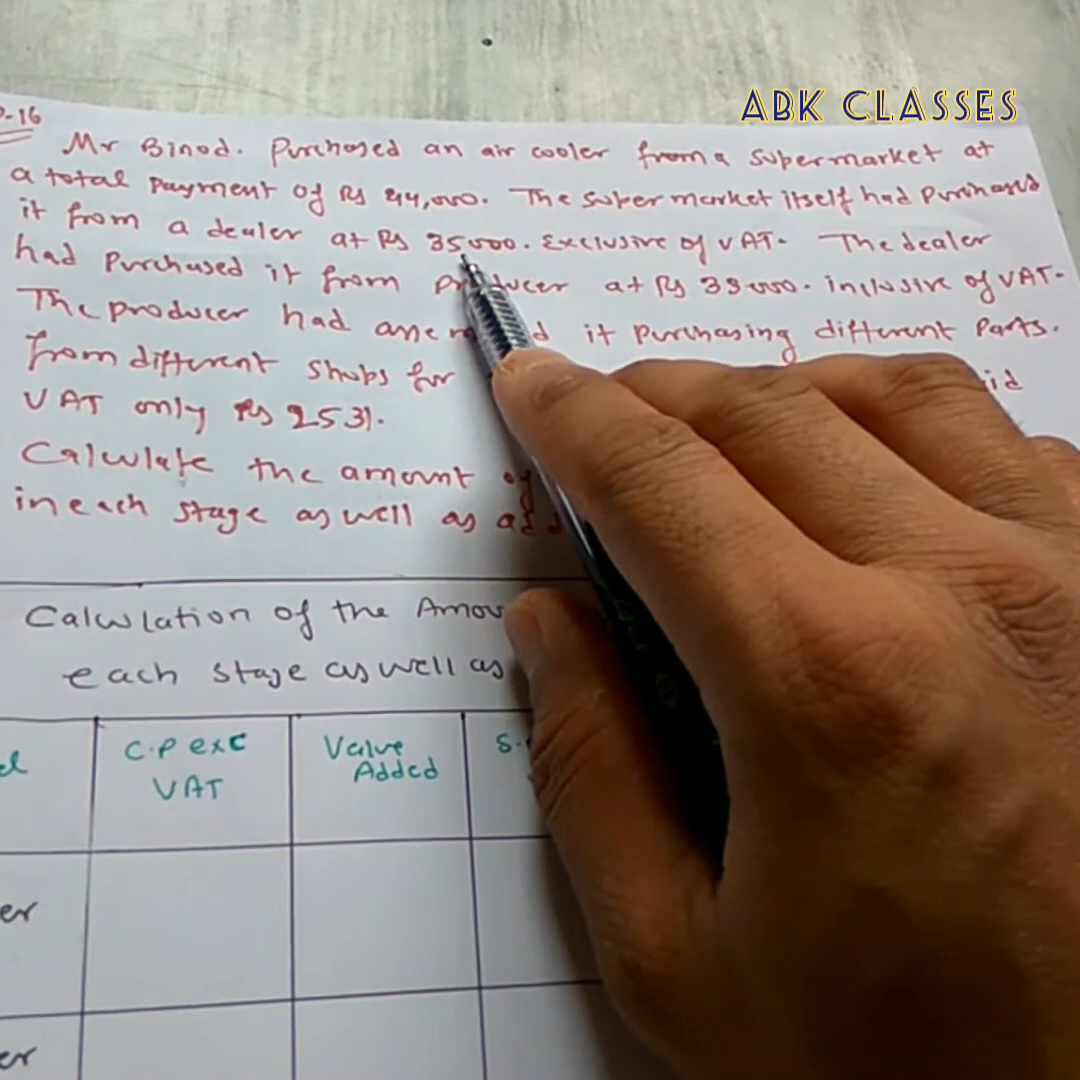 ABK CLASSES
-16
Mr Binod. Purchased an air cooler from a supermarket at
a total payment of Rs 44,000. The supermarket itself had purchased
it from a dealer at Rs 35000. Exclusive of VAT. The dealer
had purchased it from producer at Rs 33000. inclusive of VAT.
The producer had it purchasing different Parts.
from different shops for
VAT only Rs 2531.
Calculate the amount of
in each stage as well as
Calculation of the
each stage as well as
C.P exc VAT
Value Added
er
er